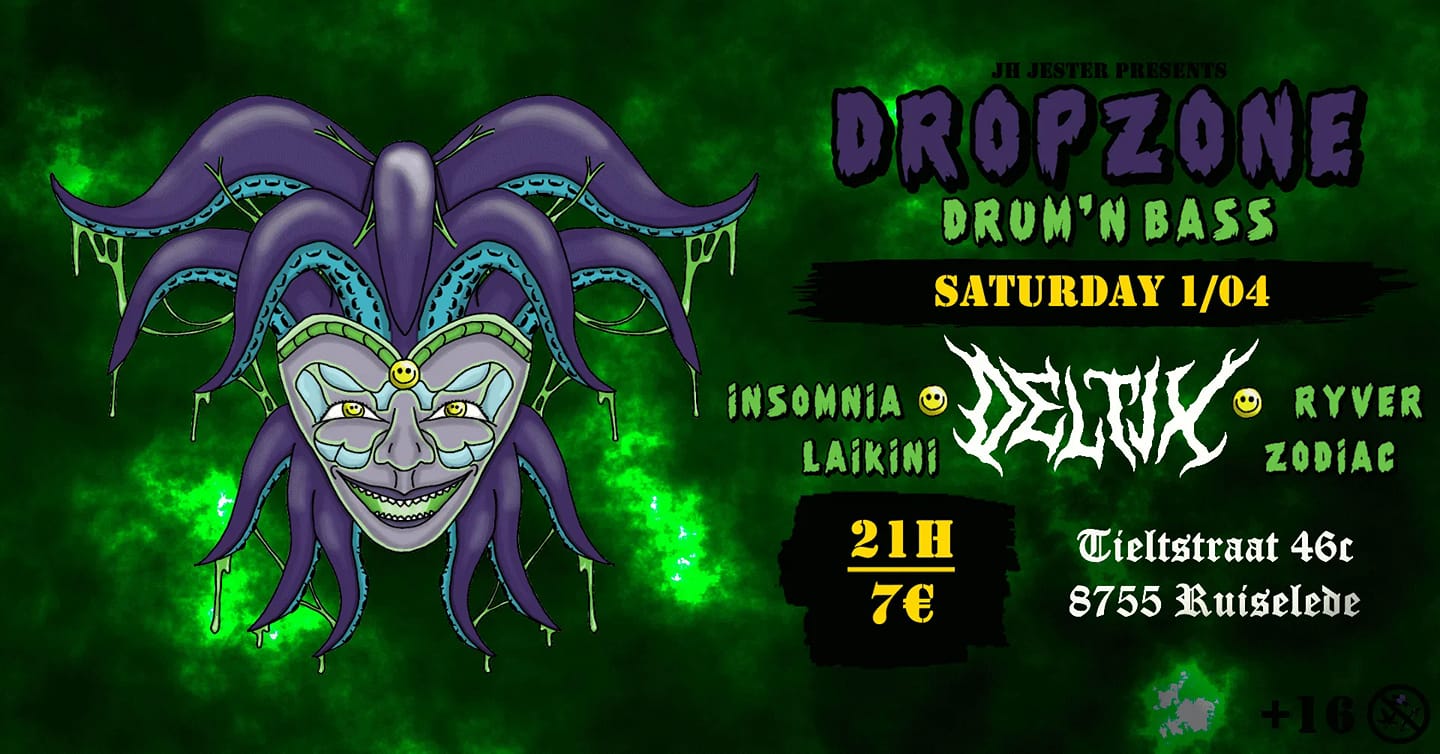 JH JESTER PRESENTS
DROPZONE
DRUM'N BASS
SATURDAY 1/04
INSOMNIA DELTIX RYVER
LAIKINI ZODIAC
21H
7€
Tieltstraat 46c
8755 Ruiselede
+16